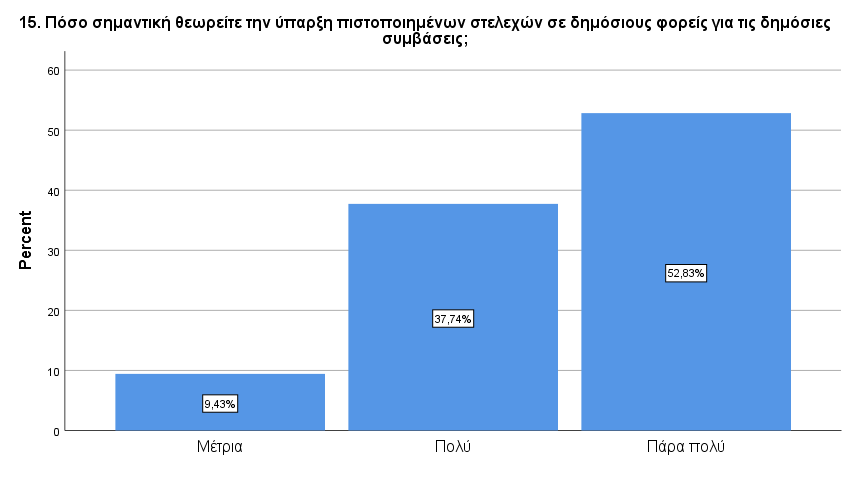 15. Πόσο σημαντική θεωρείτε την ύπαρξη πιστοποιημένων στελεχών σε δημόσιους φορείς για τις δημόσιες
συμβάσεις;
60
50
40
30
20
10
0
Percent
9,43%
37,74%
52,83%
Μέτρια
Πολύ
Πάρα πολύ